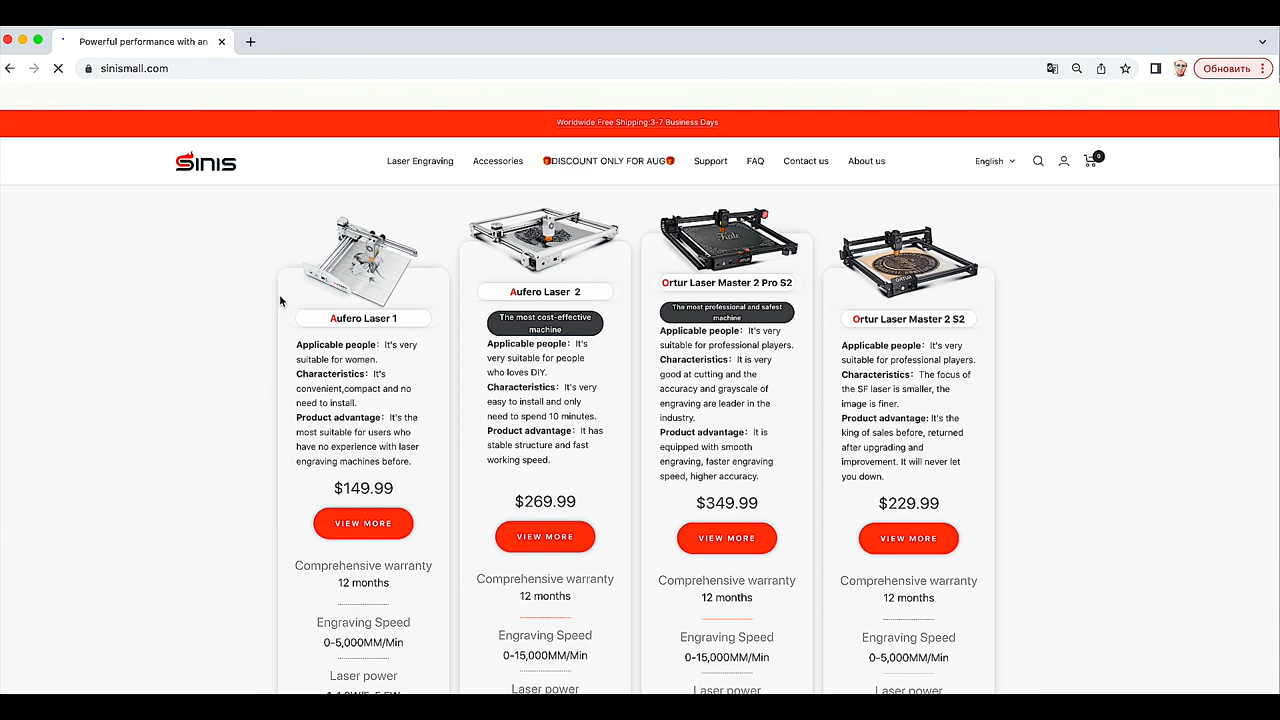 Powerful performance with an
sinismall.com
Обновить
Worldwide Free Shipping:3-7 Business Days
SINIS
Laser Engraving
Accessories
🎁DISCOUNT ONLY FOR AUG🎁
Support
FAQ
Contact us
About us
English
0
Aufero Laser 1
Applicable people： It's very
suitable for women.
Characteristics： It's
convenient,compact and no
need to install.
Product advantage： It's the
most suitable for users who
have no experience with laser
engraving machines before.
$149.99
VIEW MORE
Comprehensive warranty
12 months
Engraving Speed
0-5,000MM/Min
Laser power
Aufero Laser 2
The most cost-effective
machine
Applicable people： It's
very suitable for people
who loves DIY.
Characteristics： It's very
easy to install and only
need to spend 10 minutes.
Product advantage： It has
stable structure and fast
working speed.
$269.99
VIEW MORE
Comprehensive warranty
12 months
Engraving Speed
0-15,000MM/Min
Laser power
Ortur Laser Master 2 Pro S2
The most professional and safest
machine
Applicable people： It's very
suitable for professional players.
Characteristics： It is very
good at cutting and the
accuracy and grayscale of
engraving are leader in the
industry.
Product advantage： It is
equipped with smooth
engraving, faster engraving
speed, higher accuracy.
$349.99
VIEW MORE
Comprehensive warranty
12 months
Engraving Speed
0-15,000MM/Min
Laser power
Ortur Laser Master 2 S2
Applicable people： It's very
suitable for professional players.
Characteristics： The focus of
the SF laser is smaller, the
image is finer.
Product advantage: It's the
king of sales before, returned
after upgrading and
improvement. It will never let
you down.
$229.99
VIEW MORE
Comprehensive warranty
12 months
Engraving Speed
0-5,000MM/Min
Laser power